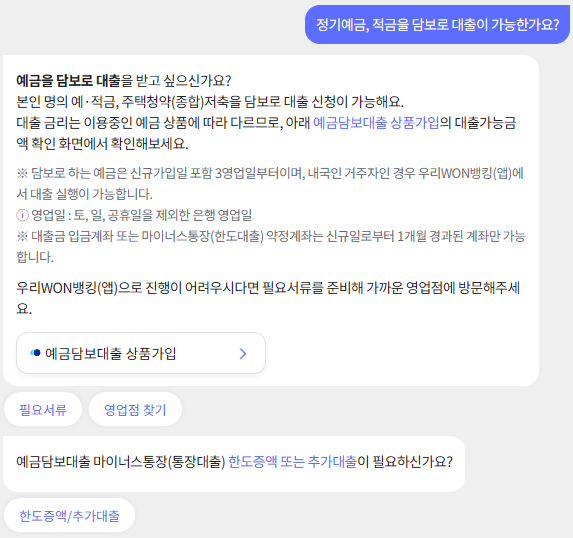 정기예금, 적금을 담보로 대출이 가능한가요?
예금을 담보로 대출을 받고 싶으신가요?
본인 명의 예·적금, 주택청약(종합)저축을 담보로 대출 신청이 가능해요.
대출 금리는 이용중인 예금 상품에 따라 다르므로, 아래 예금담보대출 상품가입의 대출가능금
액 확인 화면에서 확인해보세요.
※ 담보로 하는 예금은 신규가입일 포함 3영업일부터이며, 내국인 거주자인 경우 우리WON뱅킹(앱)에
서 대출 실행이 가능합니다.
ⓘ 영업일 : 토, 일, 공휴일을 제외한 은행 영업일
※ 대출금 입금계좌 또는 마이너스통장(한도대출) 약정계좌는 신규일로부터 1개월 경과된 계좌만 가능
합니다.
우리WON뱅킹(앱)으로 진행이 어려우시다면 필요서류를 준비해 가까운 영업점에 방문해주세
요.
예금담보대출 상품가입
필요서류 영업점 찾기
예금담보대출 마이너스통장(통장대출) 한도증액 또는 추가대출이 필요하신가요?
한도증액/추가대출